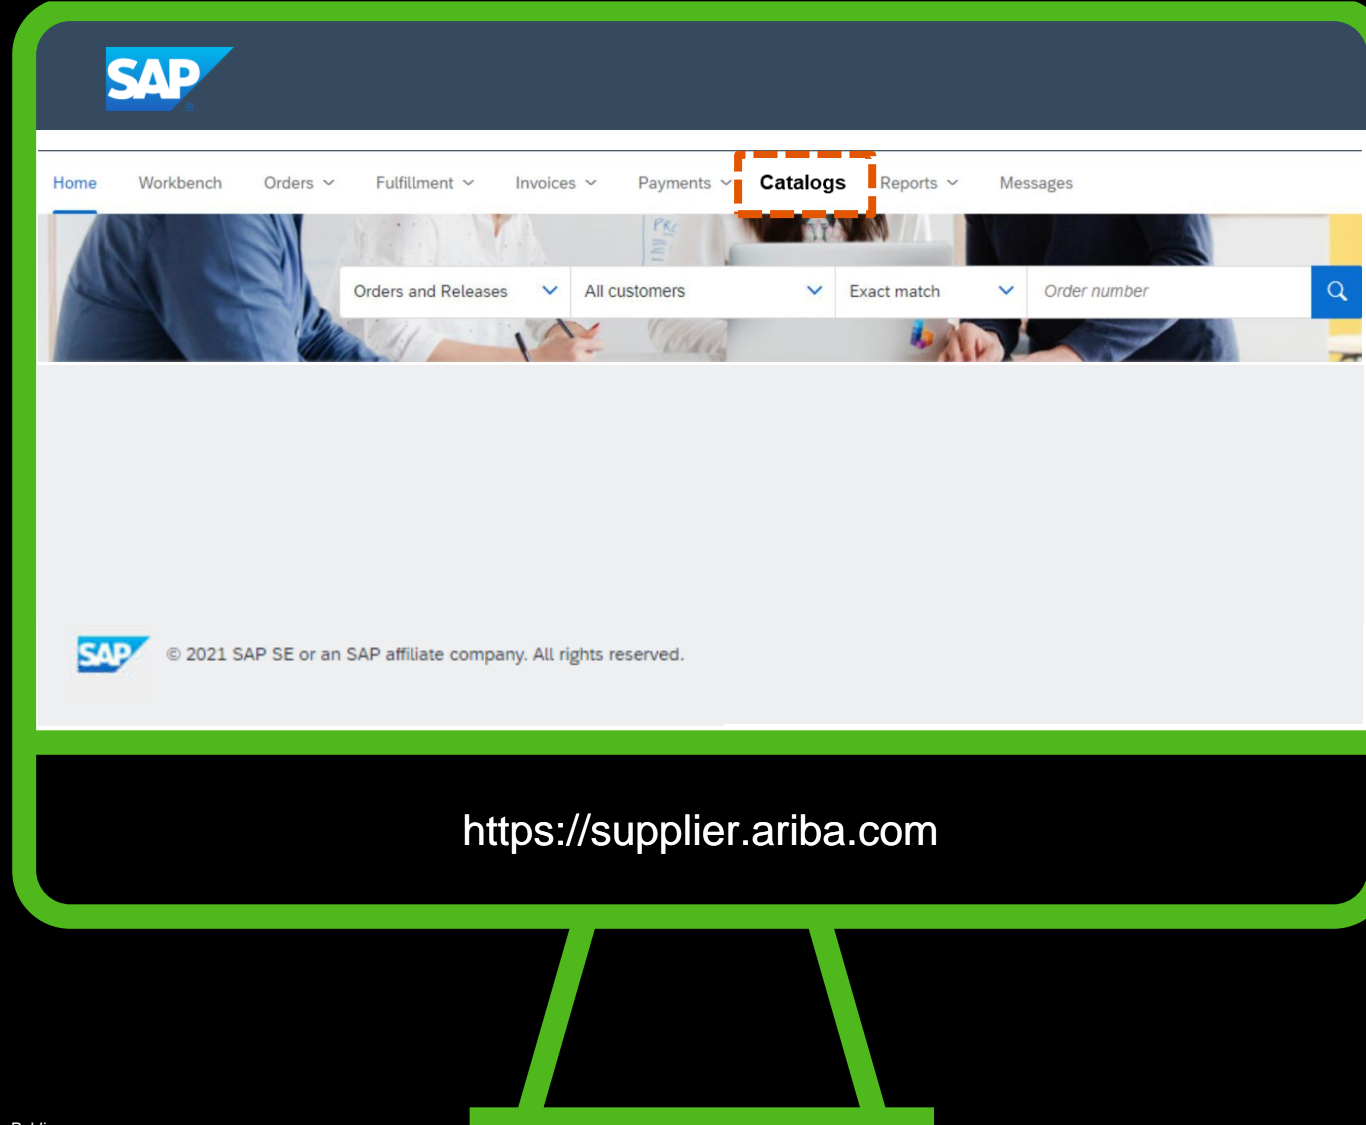 SAP
Home Workbench Orders Fulfillment Invoices Payments Catalogs Reports Messages
Orders and Releases All customers Exact match Order number
SAP © 2021 SAP SE or an SAP affiliate company. All rights reserved.
https://supplier.ariba.com